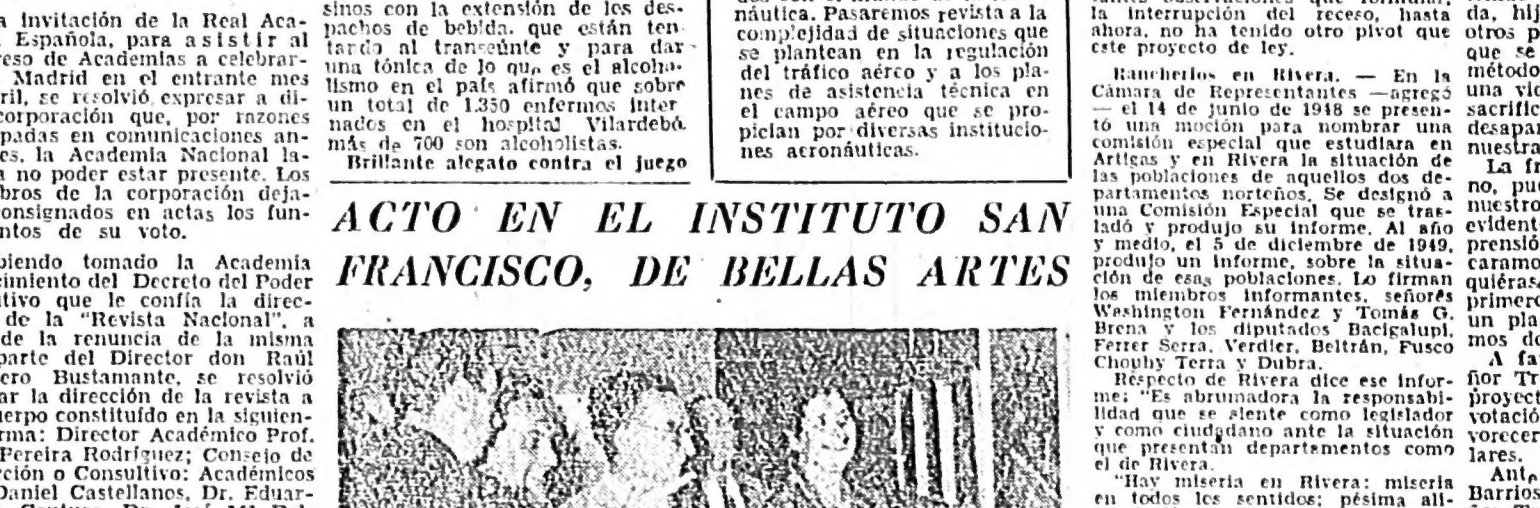 a invitación de la Real Aca-
Española, para asistir al
reso de Academias a celebrar-
Madrid en el entrante mes
ril, se resolvió expresar a di-
corporación que, por razones
padas en comunicaciones an-
es, la Academia Nacional la-
a no poder estar presente. Los
bros de la corporación deja-
onsignados en actas los fun-
ntos de su voto.
biendo tomado la Academia
cimiento del Decreto del Poder
utivo que le confía la direc-
de la "Revista Nacional", a
de la renuncia de la misma
parte del Director don Raúl
ero Bustamante, se resolvió
ar la dirección de la revista a
uerpo constituído en la siguien-
rma: Director Académico Prof.
Pereira Rodríguez; Consejo de
cción o Consultivo: Académicos
Daniel Castellanos, Dr. Eduar-
sinos con la extensión de los des-
pachos de bebida, que están ten-
tardo al transeúnte y para dar
una tónica de lo que es el alcoho-
lismo en el país afirmó que sobre
un total de 1.350 enfermos inter
nados en el hospital Vilardebó.
más de 700 son alcoholistas.
Brillante alegato contra el juego
náutica. Pasaremos revista a la
complejidad de situaciones que
se plantean en la regulación
del tráfico aéreo y a los pla-
nes de asistencia técnica en
el campo aéreo que se pro-
pician por diversas institucio-
nes aeronáuticas.
ACTO EN EL INSTITUTO SAN
FRANCISCO, DE BELLAS ARTES
la interrupción del receso, hasta
ahora, no ha tenido otro pivot que
este proyecto de ley.
Rancheríos en Rivera. — En la
Cámara de Representantes —agregó
— el 14 de junio de 1948 se presen-
tó una moción para nombrar una
comisión especial que estudiara en
Artigas y en Rivera la situación de
las poblaciones de aquellos dos de-
partamentos norteños. Se designó a
una Comisión Especial que se tras-
ladó y produjo su informe. Al año
y medio, el 5 de diciembre de 1949,
produjo un informe, sobre la situa-
ción de esas poblaciones. Lo firman
los miembros informantes, señores
Washington Fernández y Tomás G.
Brena y los diputados Bacigalupi,
Ferrer Serra, Verdier, Beltrán, Fusco
Chouhy Terra y Dubra.
Respecto de Rivera dice ese infor-
me: "Es abrumadora la responsabi-
lidad que se siente como legislador
y como ciudadano ante la situación
que presentan departamentos como
el de Rivera.
"Hay miseria en Rivera: miseria
en todos los sentidos; pésima ali-
da, hij
otros p
que se
método
una vid
sacrific
desapar
nuestra
La fr
no, pue
nuestro
evident
prensió
caramo
quiéras
primero
un pla
mos de
A fa
ñor Tr
proyect
votació
vorecer
lares.
Ante
Barrios